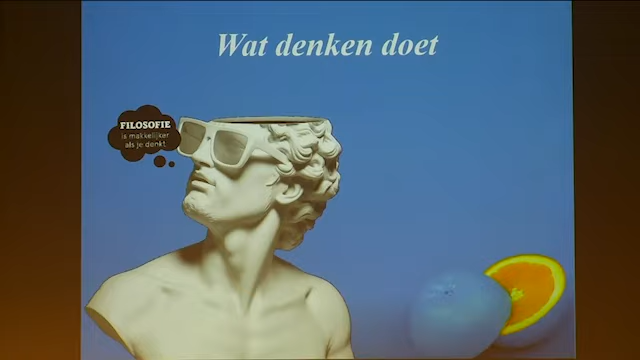 Wat denken doet
FILOSOFIE
is makkelijker
als je denkt.